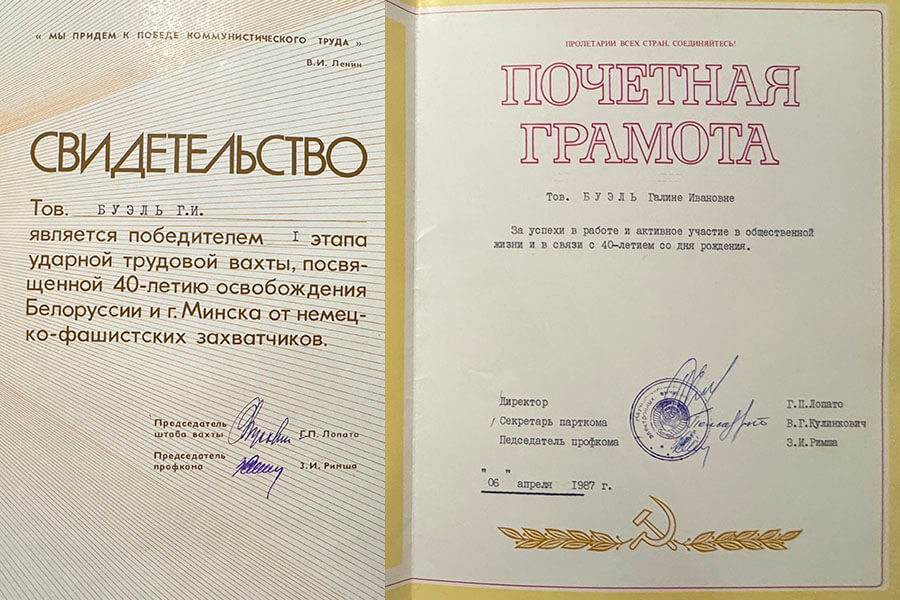 « МЫ ПРИДЕМ К ПОБЕДЕ КОММУНИСТИЧЕСКОГО ТРУДА »
В.И. Ленин
СВИДЕТЕЛЬСТВО
Тов. БУЭЛЬ Г.И.
является победителем I этапа
ударной трудовой вахты, посвя-
щенной 40-летию освобождения
Белоруссии и г. Минска от немец-
ко-фашистских захватчиков.
Председатель
штаба вахты Г.П. Лопато
Председатель
профкома З.И. Римша
ПРОЛЕТАРИИ ВСЕХ СТРАН, СОЕДИНЯЙТЕСЬ!
ПОЧЕТНАЯ
ГРАМОТА
Тов. БУЭЛЬ Галине Ивановне
За успехи в работе и активное участие в общественной
жизни и в связи с 40-летием со дня рождения.
Директор Г.П.Лопато
Секретарь парткома В.Г.Кулинкович
Педседатель профкома З.И.Римша
" "
06 апреля 1987 г.